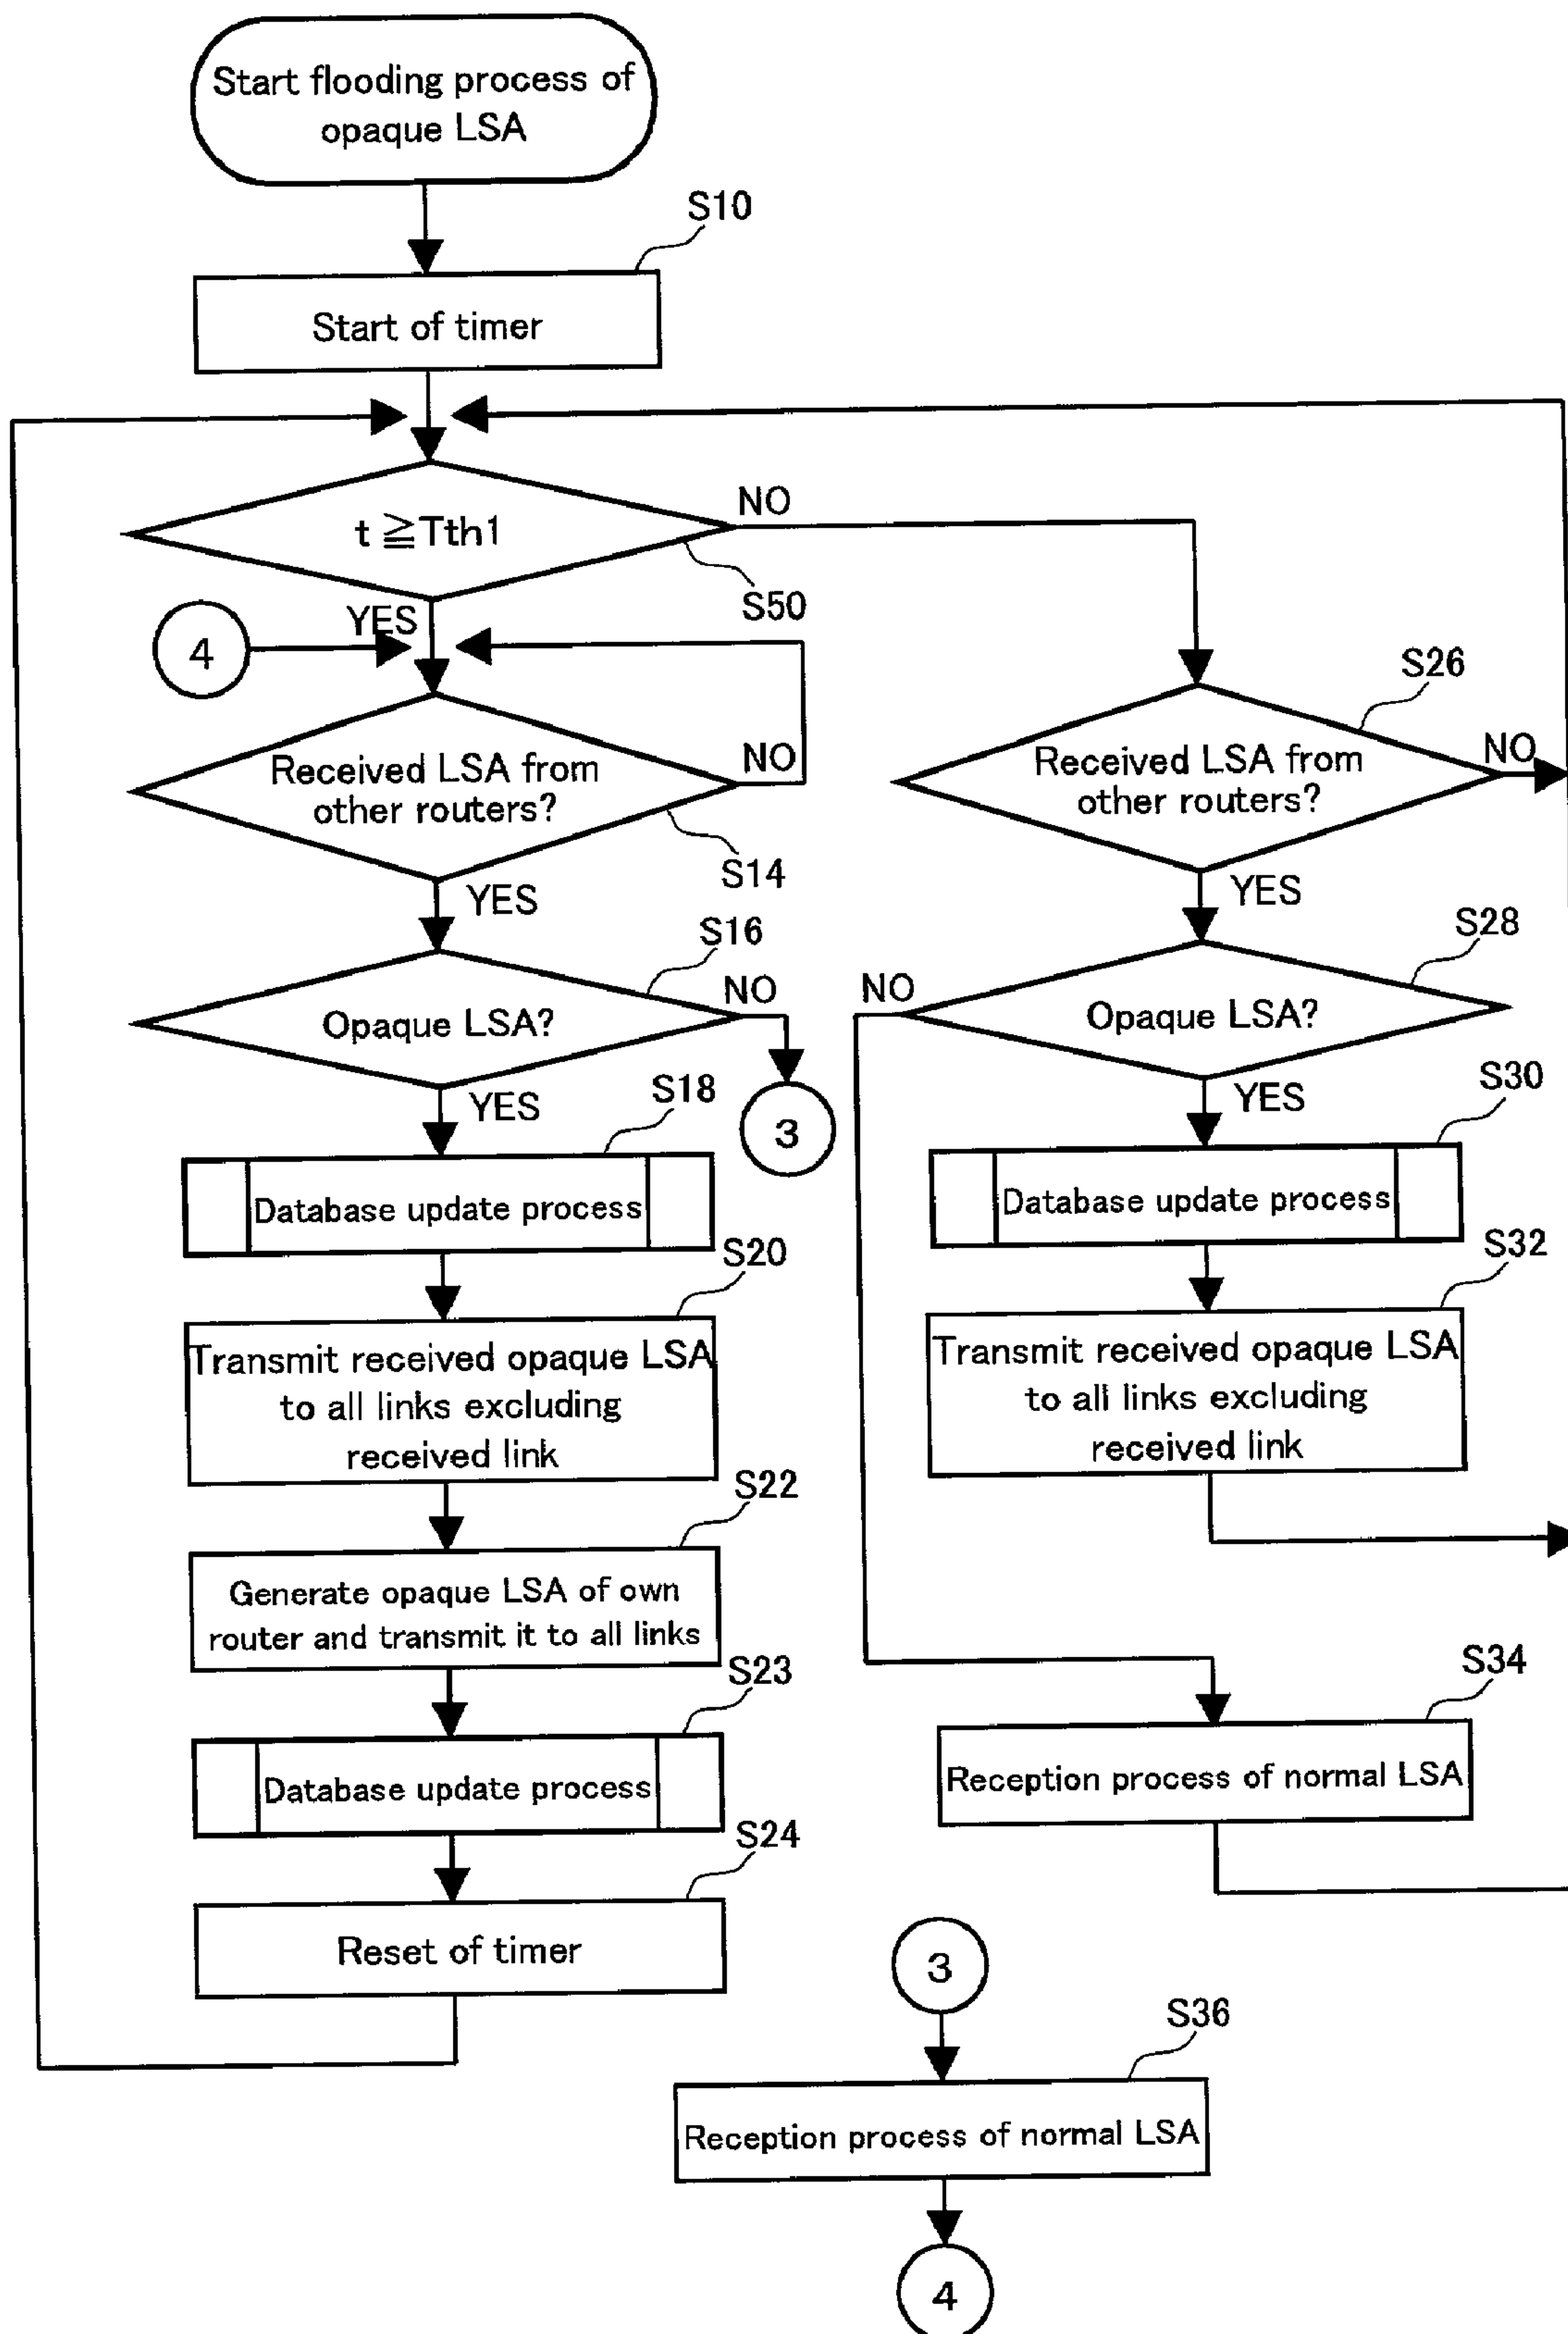 Start flooding process of
opaque LSA
S10
Start of timer
t ≧Tth1
NO
S50
YES
4
S26
Received LSA from
other routers?
NO
S14
YES
Received LSA from
other routers?
NO
YES
S16
Opaque LSA?
NO
3
YES
S28
Opaque LSA?
NO
YES
S18
Database update process
S30
Database update process
S20
Transmit received opaque LSA
to all links excluding
received link
S32
Transmit received opaque LSA
to all links excluding
received link
S22
Generate opaque LSA of own
router and transmit it to all links
S23
Database update process
S34
Reception process of normal LSA
S24
Reset of timer
3
S36
Reception process of normal LSA
4